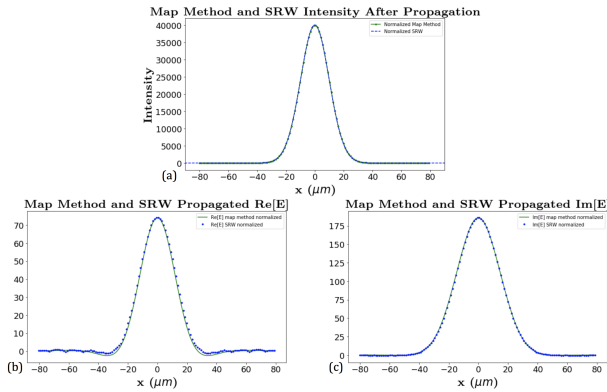 Map Method and SRW Intensity After Propagation
Normalized Map Method
Normalized SRW
Intensity
40000
35000
30000
25000
20000
15000
10000
5000
0
−80 −60 −40 −20 0 20 40 60 80
x (μm)
(a)
Map Method and SRW Propagated Re[E]
Re[E] map method normalized
Re[E] SRW normalized
70
60
50
40
30
20
10
0
−80 −60 −40 −20 0 20 40 60 80
x (μm)
(b)
Map Method and SRW Propagated Im[E
Im[E] map method normalized
Im[E] SRW normalized
175
150
125
100
75
50
25
0
−80 −60 −40 −20 0 20 40 60 80
x (μm)
(c)